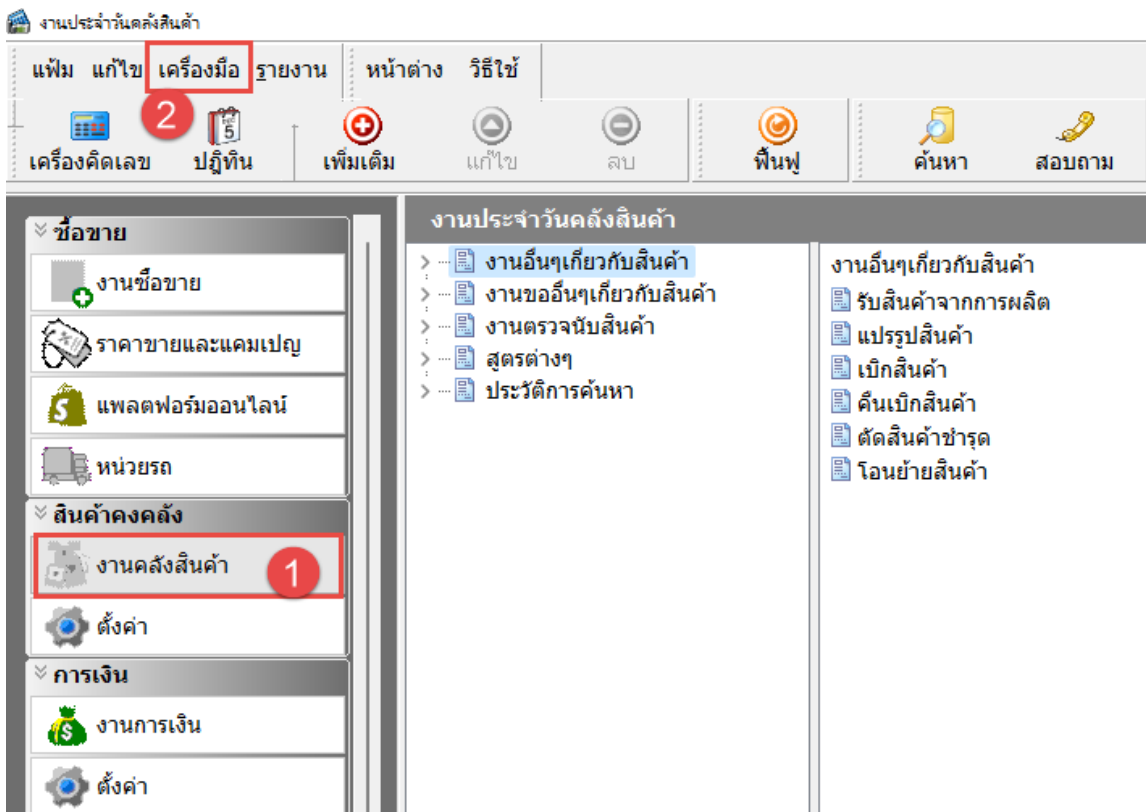 งานประจำวันคลังสินค้า
แฟ้ม แก้ไข เครื่องมือ รายงาน หน้าต่าง วิธีใช้
2
5
เครื่องคิดเลข ปฏิทิน เพิ่มเติม แก้ไข ลบ ฟื้นฟู ค้นหา สอบถาม
ซื้อขาย
งานซื้อขาย
ราคาขายและแคมเปญ
แพลตฟอร์มออนไลน์
หน่วยรถ
สินค้าคงคลัง
งานคลังสินค้า
1
ตั้งค่า
การเงิน
งานการเงิน
ตั้งค่า
งานประจำวันคลังสินค้า
งานอื่นๆเกี่ยวกับสินค้า
งานขออื่นๆเกี่ยวกับสินค้า
งานตรวจนับสินค้า
สูตรต่างๆ
ประวัติการค้นหา
งานอื่นๆเกี่ยวกับสินค้า
รับสินค้าจากการผลิต
แปรรูปสินค้า
เบิกสินค้า
คืนเบิกสินค้า
ตัดสินค้าชำรุด
โอนย้ายสินค้า